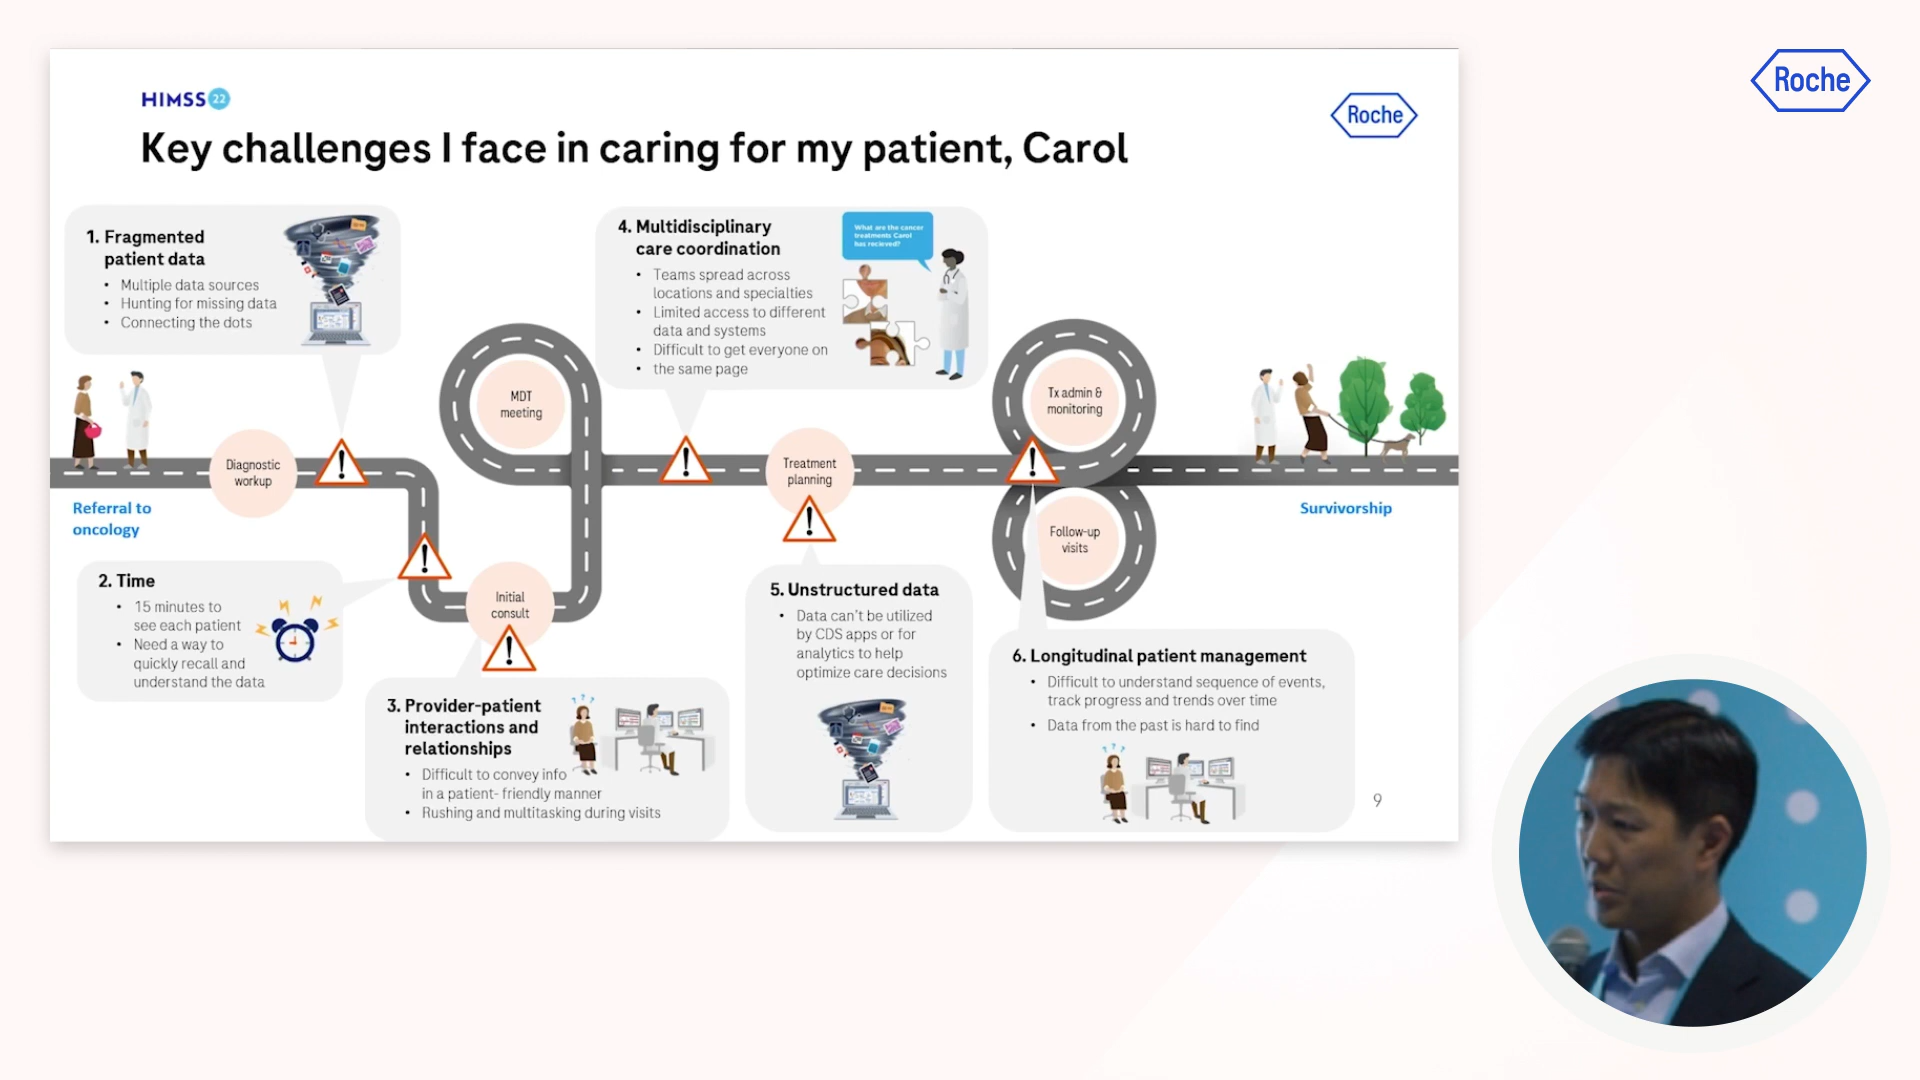 Roche
HIMSS 22
Roche
Key challenges I face in caring for my patient, Carol
1. Fragmented
patient data
• Multiple data sources
• Hunting for missing data
• Connecting the dots
4. Multidisciplinary
care coordination
• Teams spread across
locations and specialties
• Limited access to different
data and systems
• Difficult to get everyone on
• the same page
What are the cancer
treatments Carol
has recieved?
MDT
meeting
Tx admin &
monitoring
Diagnostic
workup
Treatment
planning
Referral to
oncology
Survivorship
Follow-up
visits
2. Time
• 15 minutes to
see each patient
• Need a way to
quickly recall and
understand the data
Initial
consult
5. Unstructured data
• Data can't be utilized
by CDS apps or for
analytics to help
optimize care decisions
3. Provider-patient
interactions and
relationships
• Difficult to convey info
in a patient- friendly manner
• Rushing and multitasking during visits
6. Longitudinal patient management
• Difficult to understand sequence of events,
track progress and trends over time
• Data from the past is hard to find
9